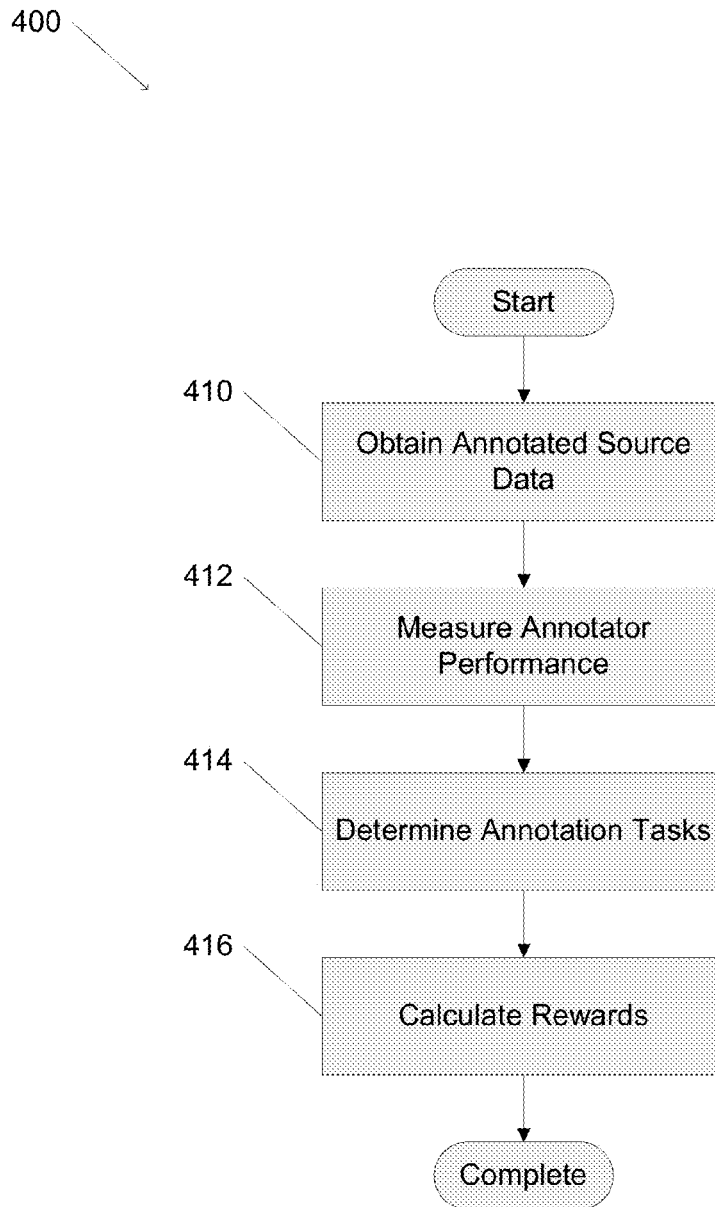 400
Start
410
Obtain Annotated Source
Data
412
Measure Annotator
Performance
414
Determine Annotation Tasks
416
Calculate Rewards
Complete